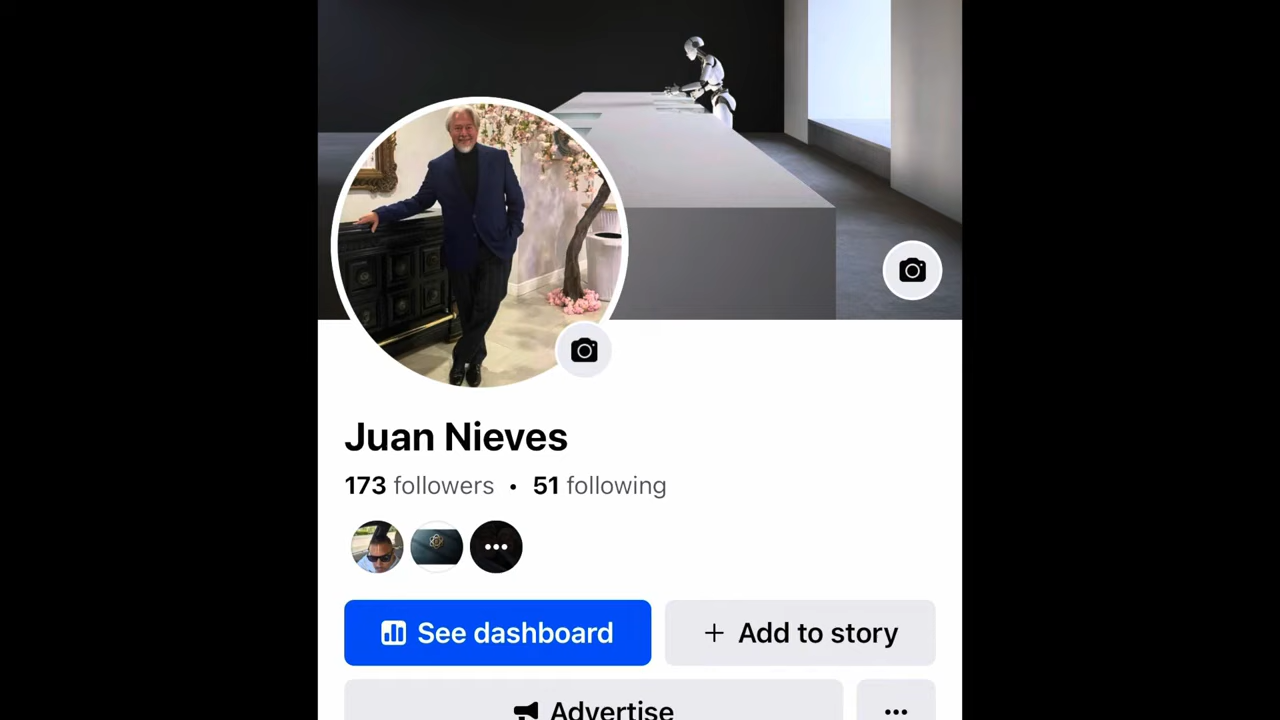 Juan Nieves
173 followers • 51 following
See dashboard
+ Add to story
Advertise